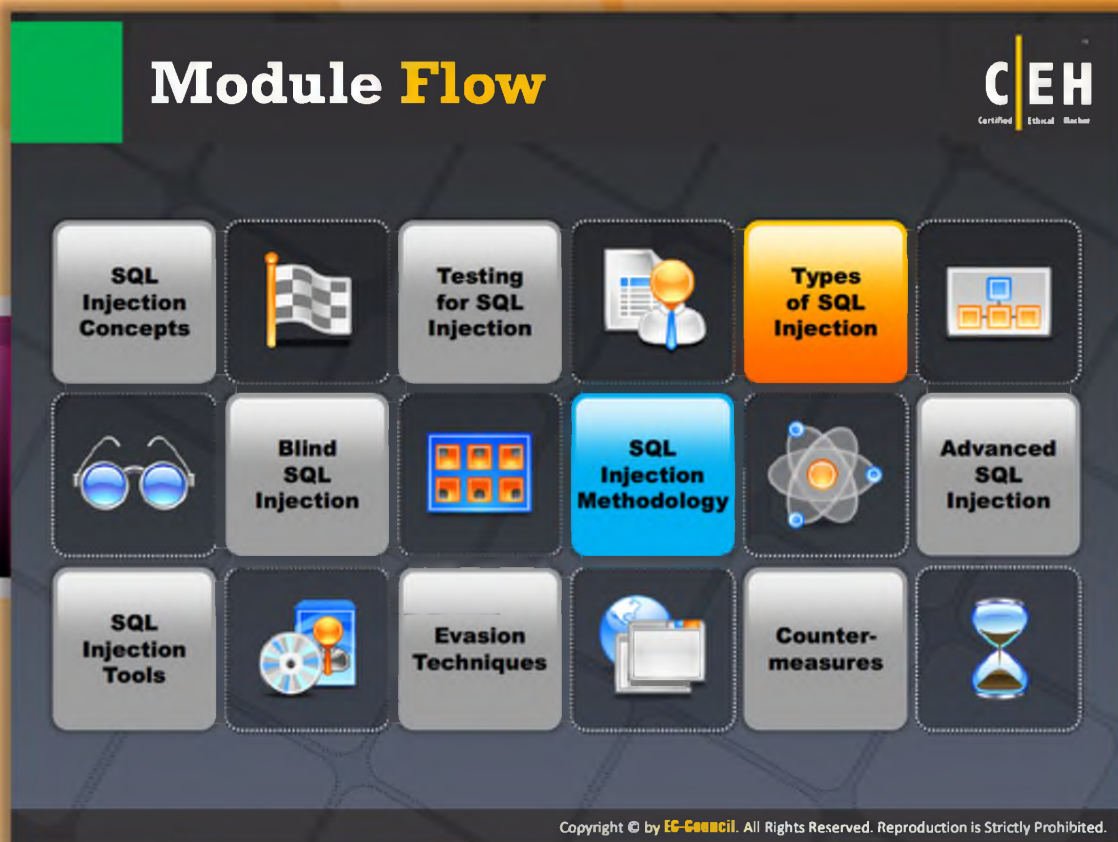 Module Flow
C|EH
Certified Ethical Hacker
SQL
Injection
Concepts
Testing
for SQL
Injection
Types
of SQL
Injection
Blind
SQL
Injection
SQL
Injection
Methodology
Advanced
SQL
Injection
SQL
Injection
Tools
Evasion
Techniques
Counter-
measures
Copyright © by EC-Council. All Rights Reserved. Reproduction is Strictly Prohibited.